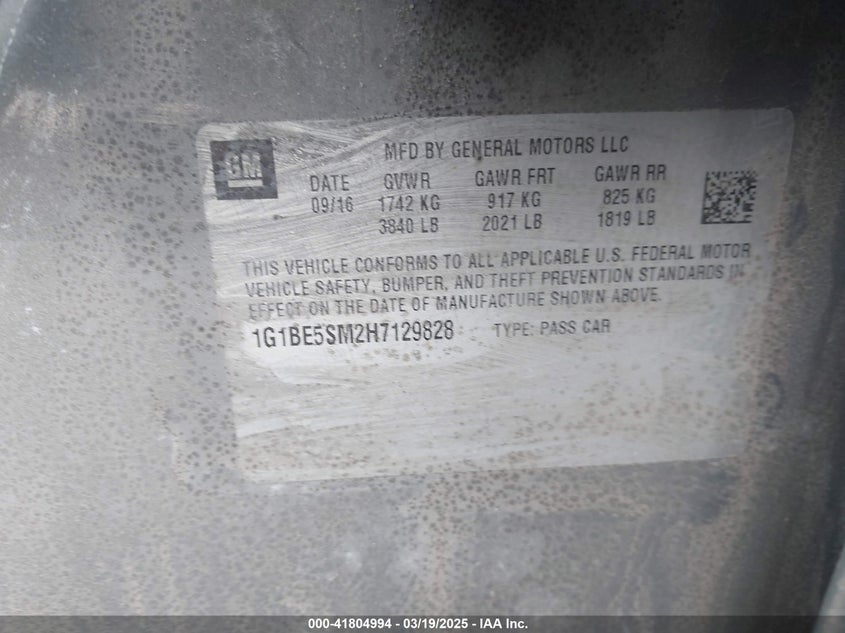 GM
MFD BY GENERAL MOTORS LLC
DATE GVWR GAWR FRT GAWR RR
09/16 1742 KG 917 KG 825 KG
3840 LB 2021 LB 1819 LB
THIS VEHICLE CONFORMS TO ALL APPLICABLE U.S. FEDERAL MOTOR
VEHICLE SAFETY, BUMPER, AND THEFT PREVENTION STANDARDS IN
EFFECT ON THE DATE OF MANUFACTURE SHOWN ABOVE.
1G1BE5SM2H7129828 TYPE: PASS CAR
000-41804994 - 03/19/2025 - IAA Inc.